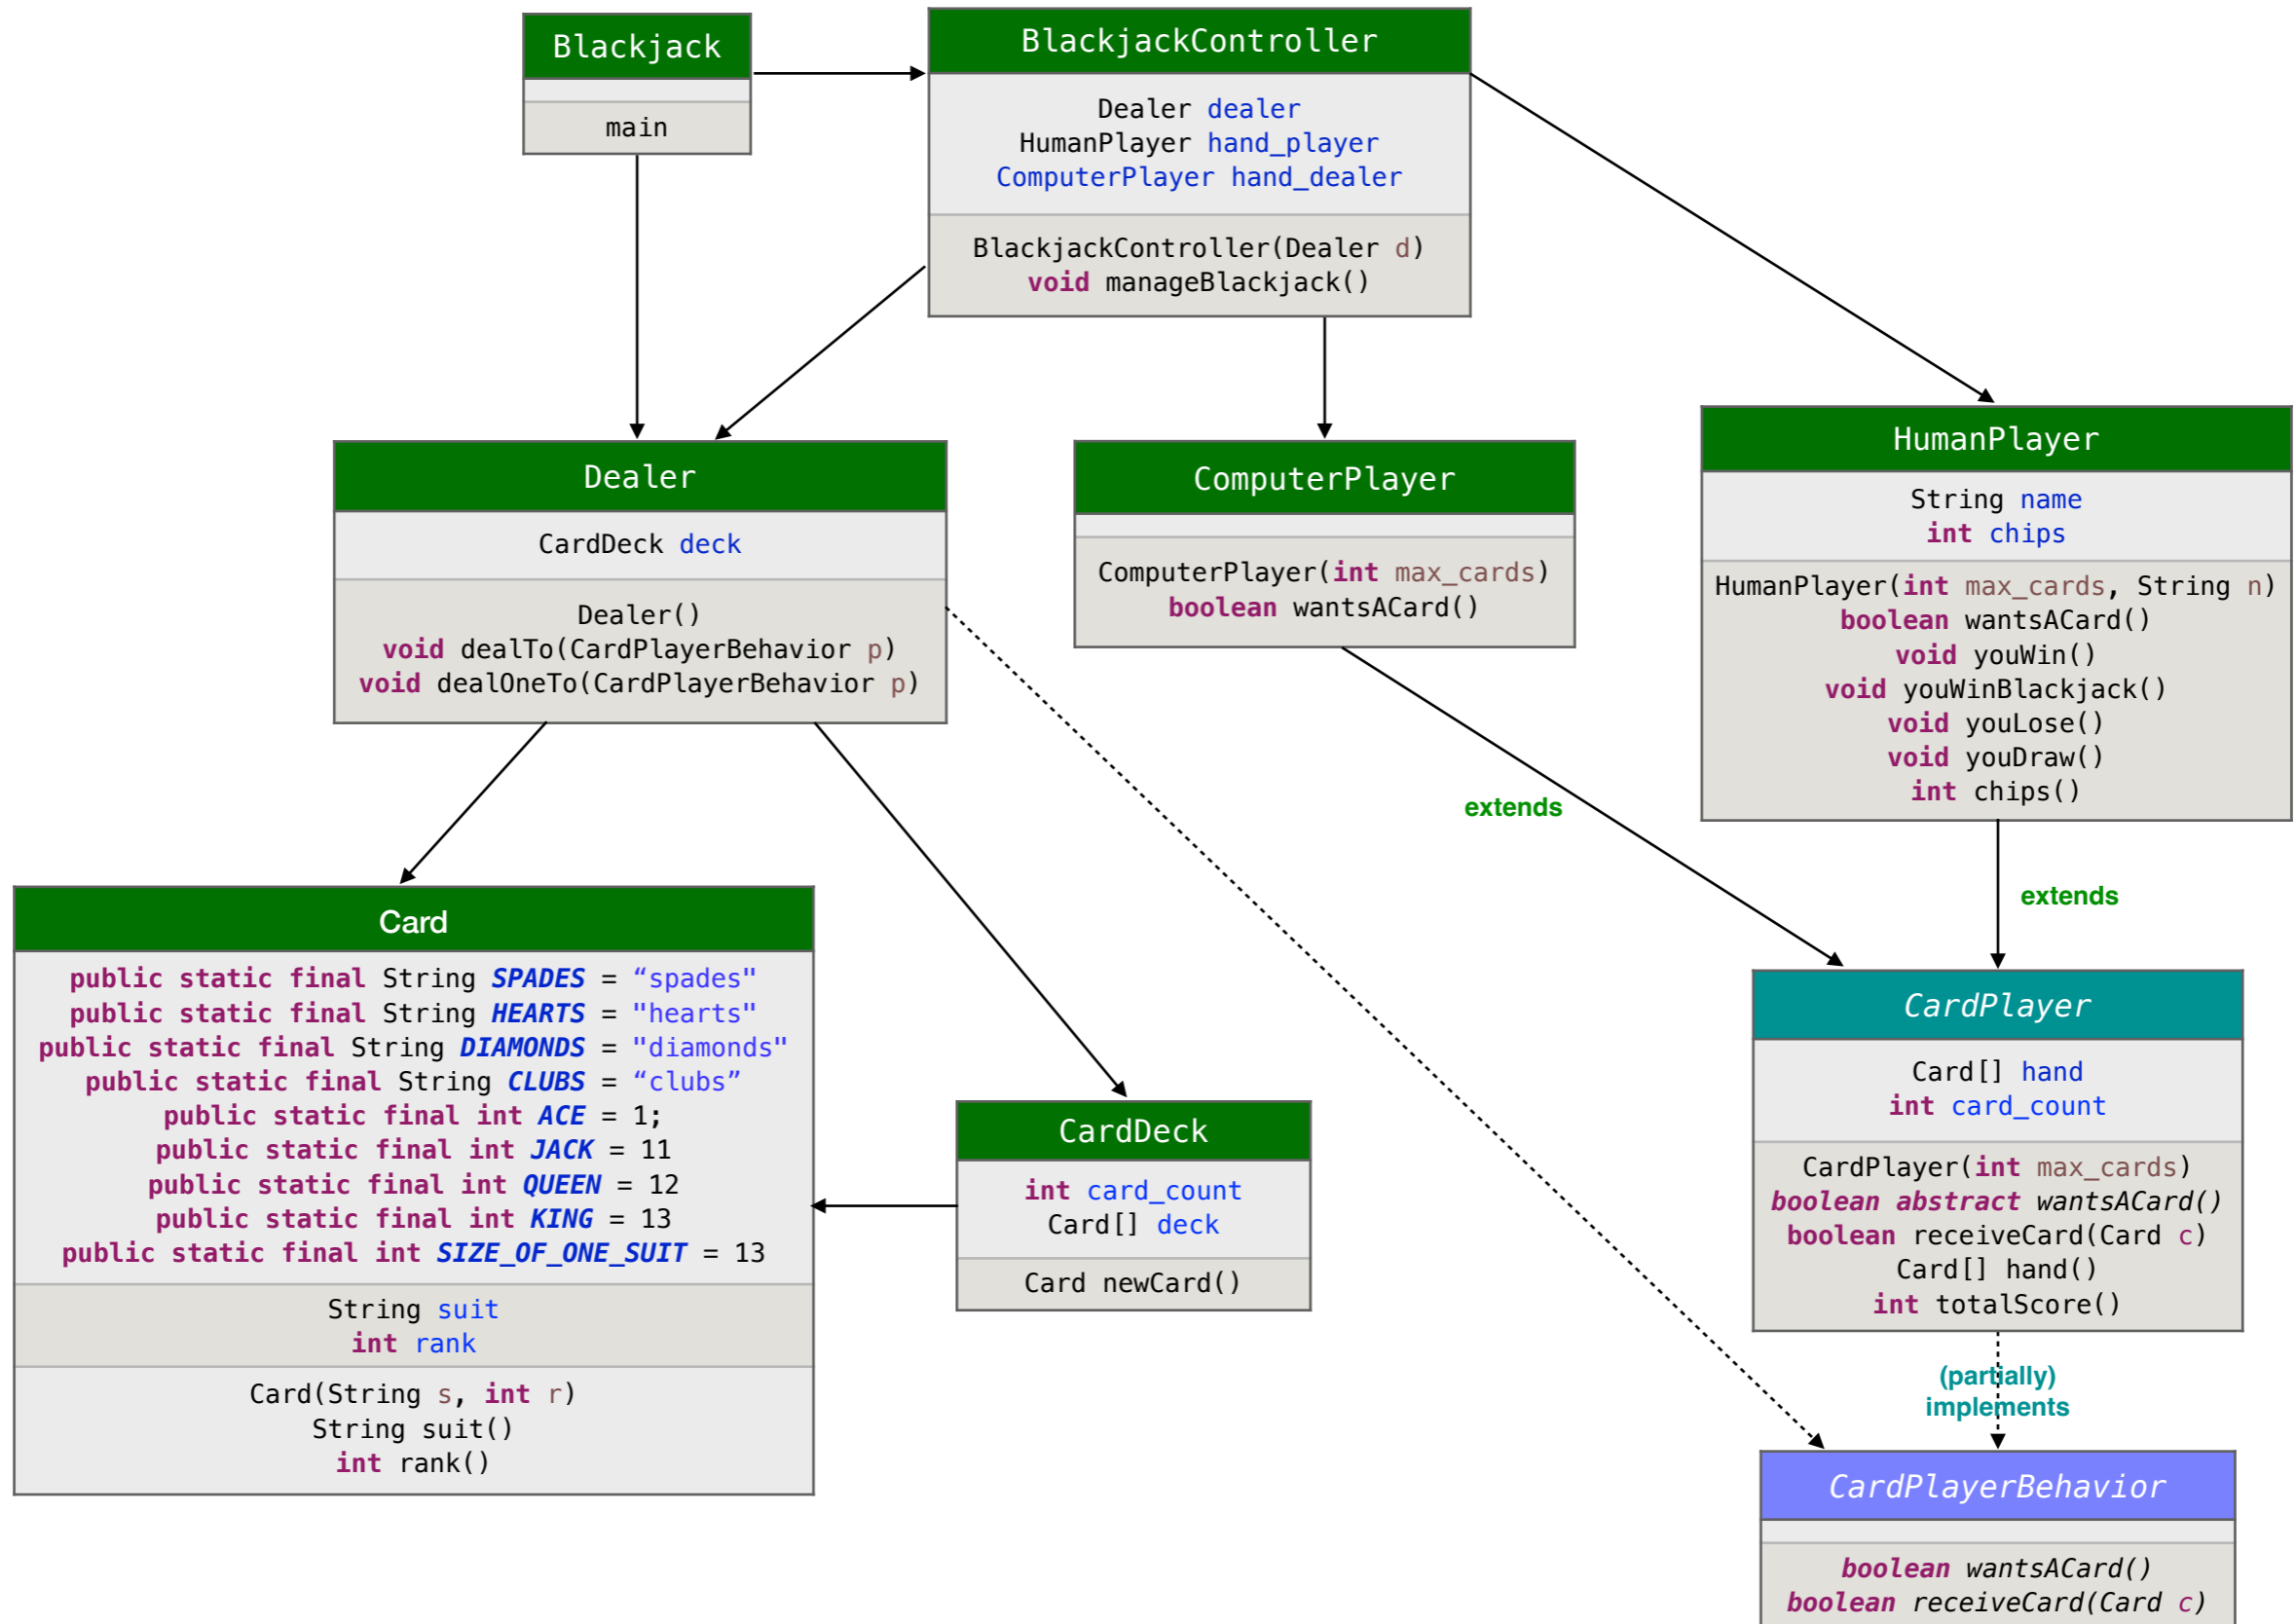 Blackjack
main
BlackjackController
Dealer dealer
HumanPlayer hand_player
ComputerPlayer hand_dealer
BlackjackController(Dealer d)
void manageBlackjack()
Dealer
CardDeck deck
Dealer()
void dealTo(CardPlayerBehavior p)
void dealOneTo(CardPlayerBehavior p)
ComputerPlayer
ComputerPlayer(int max_cards)
boolean wantsACard()
HumanPlayer
String name
int chips
HumanPlayer(int max_cards, String n)
boolean wantsACard()
void youWin()
void youWinBlackjack()
void youLose()
void youDraw()
int chips()
extends
extends
Card
public static final String SPADES = “spades"
public static final String HEARTS = "hearts"
public static final String DIAMONDS = "diamonds"
public static final String CLUBS = “clubs”
public static final int ACE = 1;
public static final int JACK = 11
public static final int QUEEN = 12
public static final int KING = 13
public static final int SIZE_OF_ONE_SUIT = 13
String suit
int rank
Card(String s, int r)
String suit()
int rank()
CardDeck
int card_count
Card[] deck
Card newCard()
CardPlayer
Card[] hand
int card_count
CardPlayer(int max_cards)
boolean abstract wantsACard()
boolean receiveCard(Card c)
Card[] hand()
int totalScore()
(partially)
implements
CardPlayerBehavior
boolean wantsACard()
boolean receiveCard(Card c)